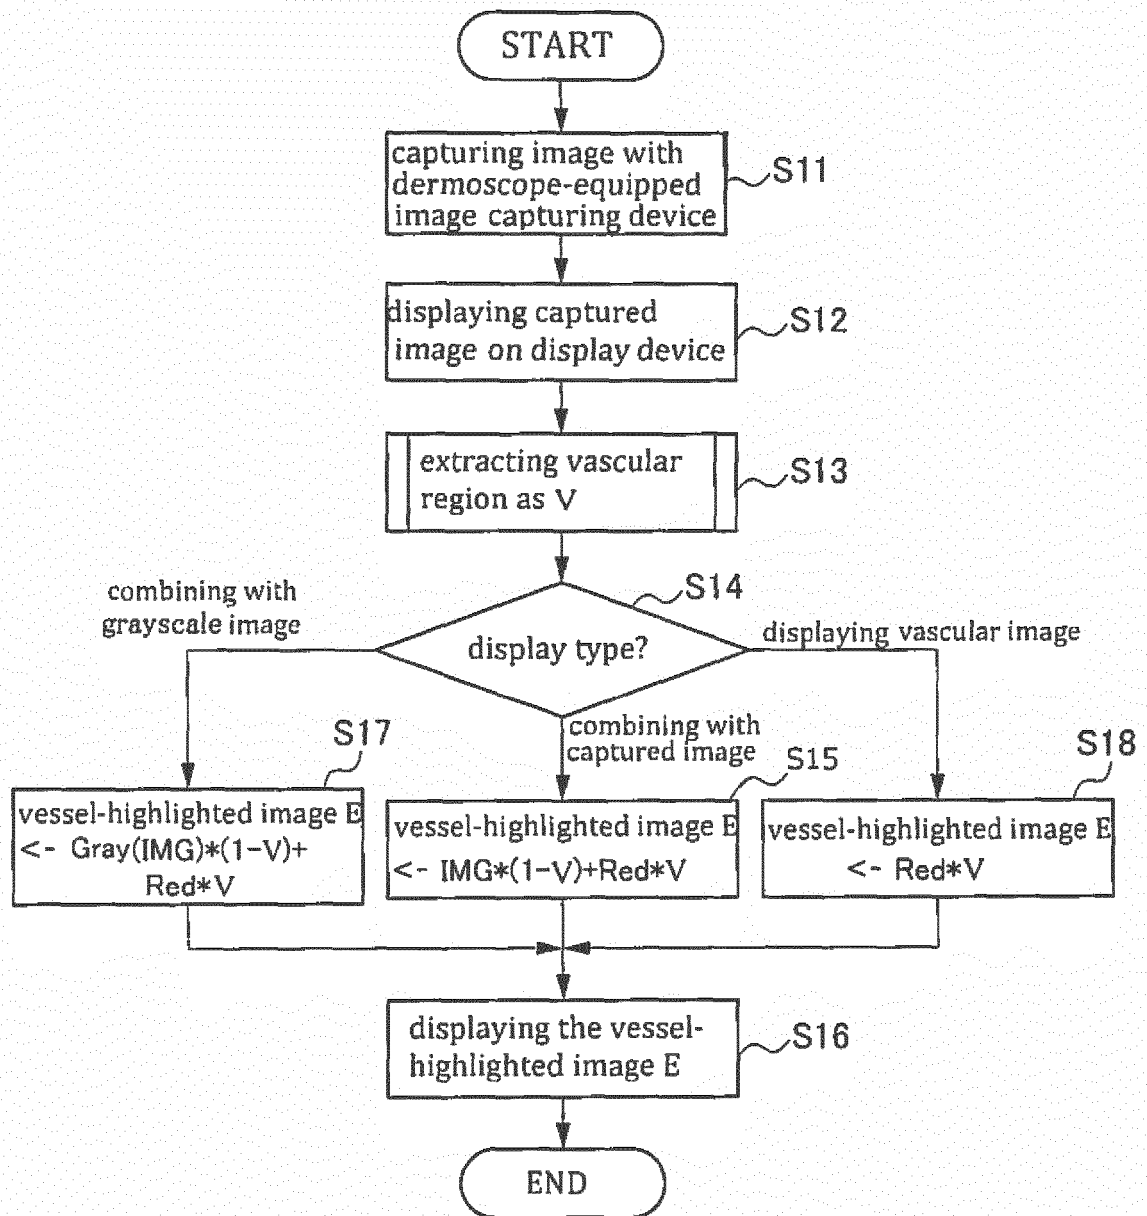 START
capturing image with
dermoscope-equipped
image capturing device
S11
displaying captured
image on display device
S12
extracting vascular
region as V
S13
S14
display type?
combining with
grayscale image
displaying vascular image
combining with
captured image
S17
vessel-highlighted image E
<- Gray(IMG)*(1-V)+
Red*V
S15
vessel-highlighted image E
<- IMG*(1-V)+Red*V
S18
vessel-highlighted image E
<- Red*V
displaying the vessel-
highlighted image E
S16
END